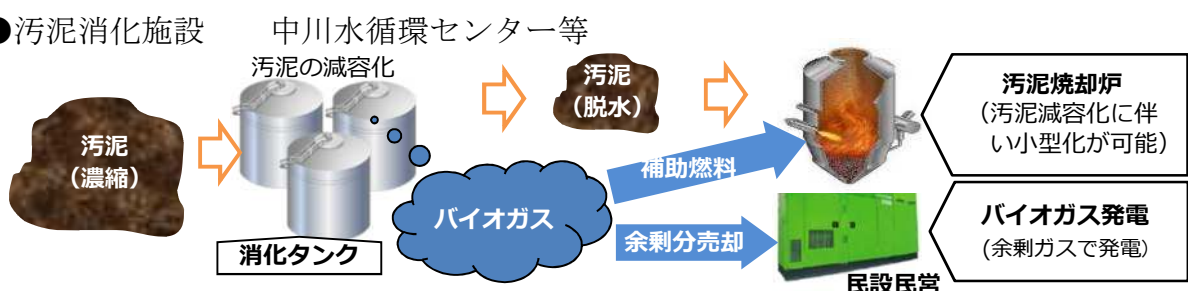 ●汚泥消化施設　　中川水循環センター等
汚泥の減容化
汚泥
（濃縮）
消化タンク
汚泥
（脱水）
バイオガス
補助燃料
余剰分売却
汚泥焼却炉
（汚泥減容化に伴
い小型化が可能）
バイオガス発電
(余剰ガスで発電）
民設民営